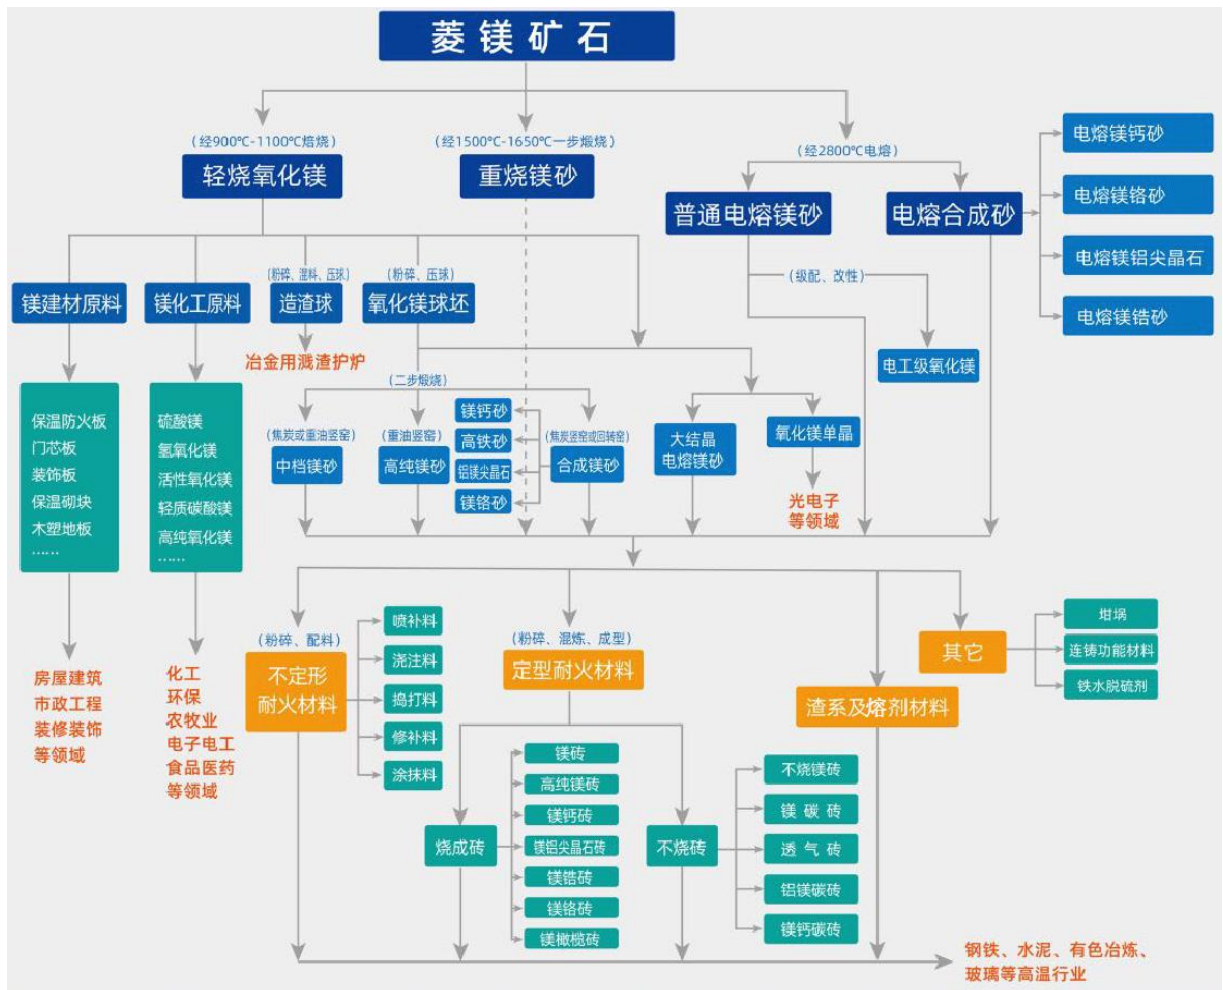 菱镁矿石
(经900℃-1100℃焙烧)
轻烧氧化镁
(经1500℃-1650℃一步煅烧)
重烧镁砂
(经2800℃电熔)
普通电熔镁砂
电熔合成砂
电熔镁钙砂
电熔镁铬砂
电熔镁铝尖晶石
电熔镁锆砂
镁建材原料
镁化工原料
(粉碎、混料、压球)
造渣球
(粉碎、压球)
氧化镁球坯
(级配、改性)
电工级氧化镁
冶金用溅渣护炉
(二步煅烧)
保温防火板
门芯板
装饰板
保温砌块
木塑地板
……
硫酸镁
氢氧化镁
活性氧化镁
轻质碳酸镁
高纯氧化镁
……
(焦炭或重油竖窑)
中档镁砂
(重油竖窑)
高纯镁砂
镁钙砂
高铁砂
铝镁尖晶石
镁铬砂
(焦炭竖窑或回转窑)
合成镁砂
大结晶
电熔镁砂
氧化镁单晶
光电子
等领域
房屋建筑
市政工程
装修装饰
等领域
化工
环保
农牧业
电子电工
食品医药
等领域
(粉碎、配料)
不定形
耐火材料
喷补料
浇注料
捣打料
修补料
涂抹料
(粉碎、混炼、成型)
定型耐火材料
渣系及熔剂材料
其它
坩埚
连铸功能材料
铁水脱硫剂
烧成砖
镁砖
高纯镁砖
镁钙砖
镁铝尖晶石砖
镁锆砖
镁铬砖
镁橄榄砖
不烧砖
不烧镁砖
镁碳砖
透气砖
铝镁碳砖
镁钙碳砖
钢铁、水泥、有色冶炼、
玻璃等高温行业